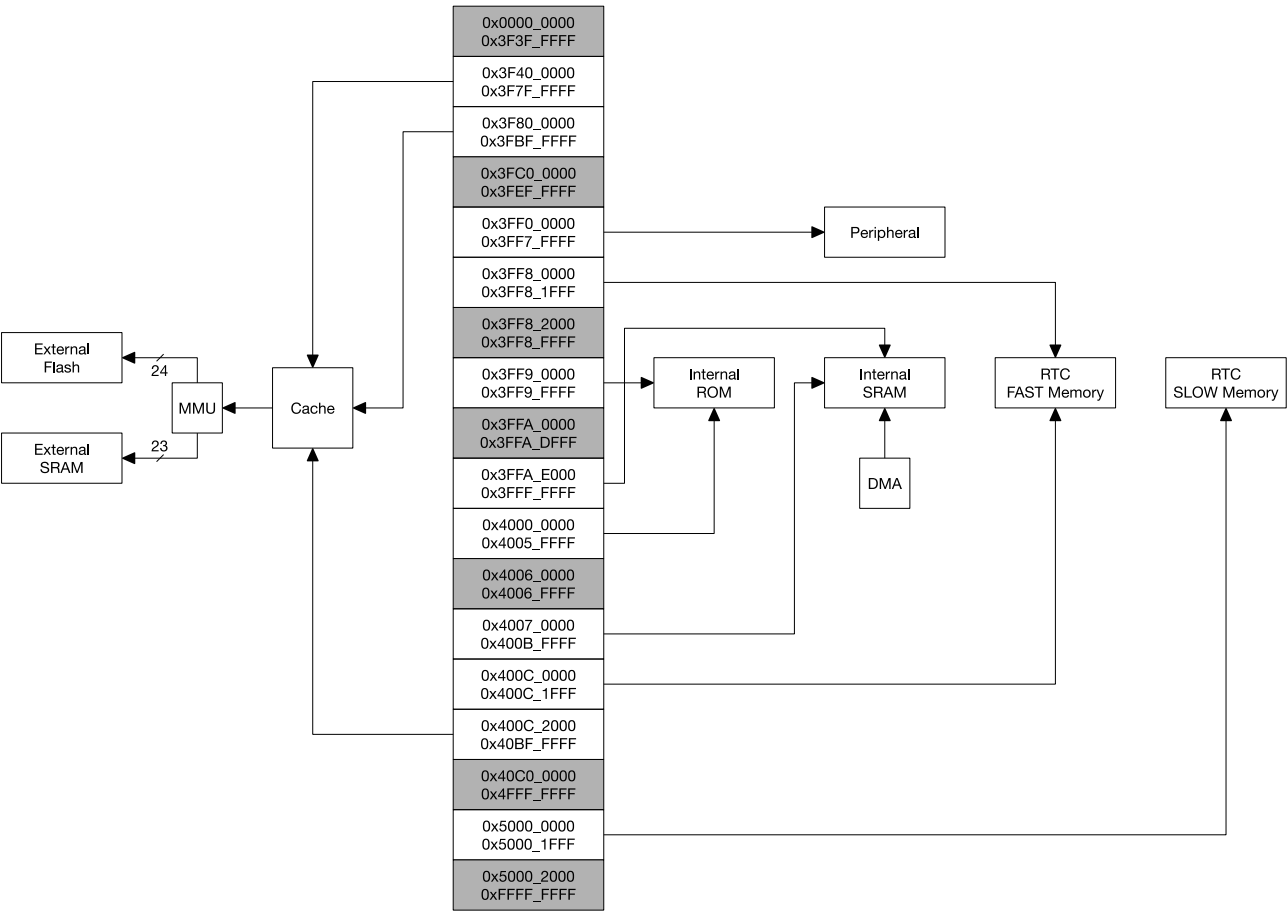 0x0000_0000
0x3F3F_FFFF
0x3F40_0000
0x3F7F_FFFF
0x3F80_0000
0x3FBF_FFFF
0x3FC0_0000
0x3FEF_FFFF
0x3FF0_0000
0x3FF7_FFFF
Peripheral
0x3FF8_0000
0x3FF8_1FFF
0x3FF8_2000
0x3FF8_FFFF
External
Flash
24
MMU
Cache
0x3FF9_0000
0x3FF9_FFFF
Internal
ROM
Internal
SRAM
RTC
FAST Memory
RTC
SLOW Memory
0x3FFA_0000
0x3FFA_DFFF
External
SRAM
23
0x3FFA_E000
0x3FFF_FFFF
DMA
0x4000_0000
0x4005_FFFF
0x4006_0000
0x4006_FFFF
0x4007_0000
0x400B_FFFF
0x400C_0000
0x400C_1FFF
0x400C_2000
0x40BF_FFFF
0x40C0_0000
0x4FFF_FFFF
0x5000_0000
0x5000_1FFF
0x5000_2000
0xFFFF_FFFF